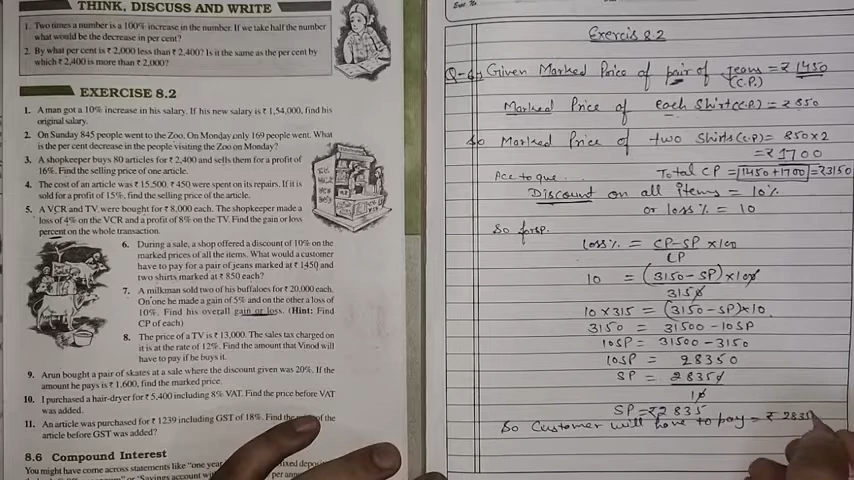 THINK, DISCUSS AND WRITE
1. Two times a number is a 100% increase in the number. If we take half the number
what would be the decrease in per cent?
2. By what per cent is ₹ 2,000 less than ₹ 2,400? Is it the same as the per cent by
which ₹ 2,400 is more than ₹ 2,000?
EXERCISE 8.2
1. A man got a 10% increase in his salary. If his new salary is ₹ 1,54,000, find his
original salary.
2. On Sunday 845 people went to the Zoo. On Monday only 169 people went. What
is the per cent decrease in the people visiting the Zoo on Monday?
3. A shopkeeper buys 80 articles for ₹ 2,400 and sells them for a profit of
16%. Find the selling price of one article.
4. The cost of an article was ₹ 15,500. ₹ 450 were spent on its repairs. If it is
sold for a profit of 15%, find the selling price of the article.
5. A VCR and TV were bought for ₹ 8,000 each. The shopkeeper made a
loss of 4% on the VCR and a profit of 8% on the TV. Find the gain or loss
percent on the whole transaction.
6. During a sale, a shop offered a discount of 10% on the
marked prices of all the items. What would a customer
have to pay for a pair of jeans marked at ₹ 1450 and
two shirts marked at ₹ 850 each?
7. A milkman sold two of his buffaloes for ₹ 20,000 each.
On one he made a gain of 5% and on the other a loss of
10%. Find his overall gain or loss. (Hint: Find
CP of each)
8. The price of a TV is ₹ 13,000. The sales tax charged on
it is at the rate of 12%. Find the amount that Vinod will
have to pay if he buys it.
9. Arun bought a pair of skates at a sale where the discount given was 20%. If the
amount he pays is ₹ 1,600, find the marked price.
10. I purchased a hair-dryer for ₹ 5,400 including 8% VAT. Find the price before VAT
was added.
11. An article was purchased for ₹ 1239 including GST of 18%. Find the of the
article before GST was added?
8.6 Compound Interest
You might have come across statements like "one year fixed
Expt. No
Exercis 8.2
Q-6) Given Marked Price of pair of jeans = ₹ 1450
(C.P.)
Marked Price of each Shirt (C.P.) = ₹ 850
So Marked Price of two Shirts (C.P) = 850 × 2
= ₹ 1700
Acc to que... Total CP = 1450+1700 = ₹3150
Discount on all items = 10%
or loss% = 10
So for sp.
loss% = CP-SP × 100
CP
10 = (3150 - SP) × 100
3150
10 × 315 = (3150 - SP) × 10
3150 = 31500 - 10SP
10SP = 31500 - 3150
10SP = 28350
SP = 28350
10
SP = ₹2835
So Customer will have to pay = ₹ 2835